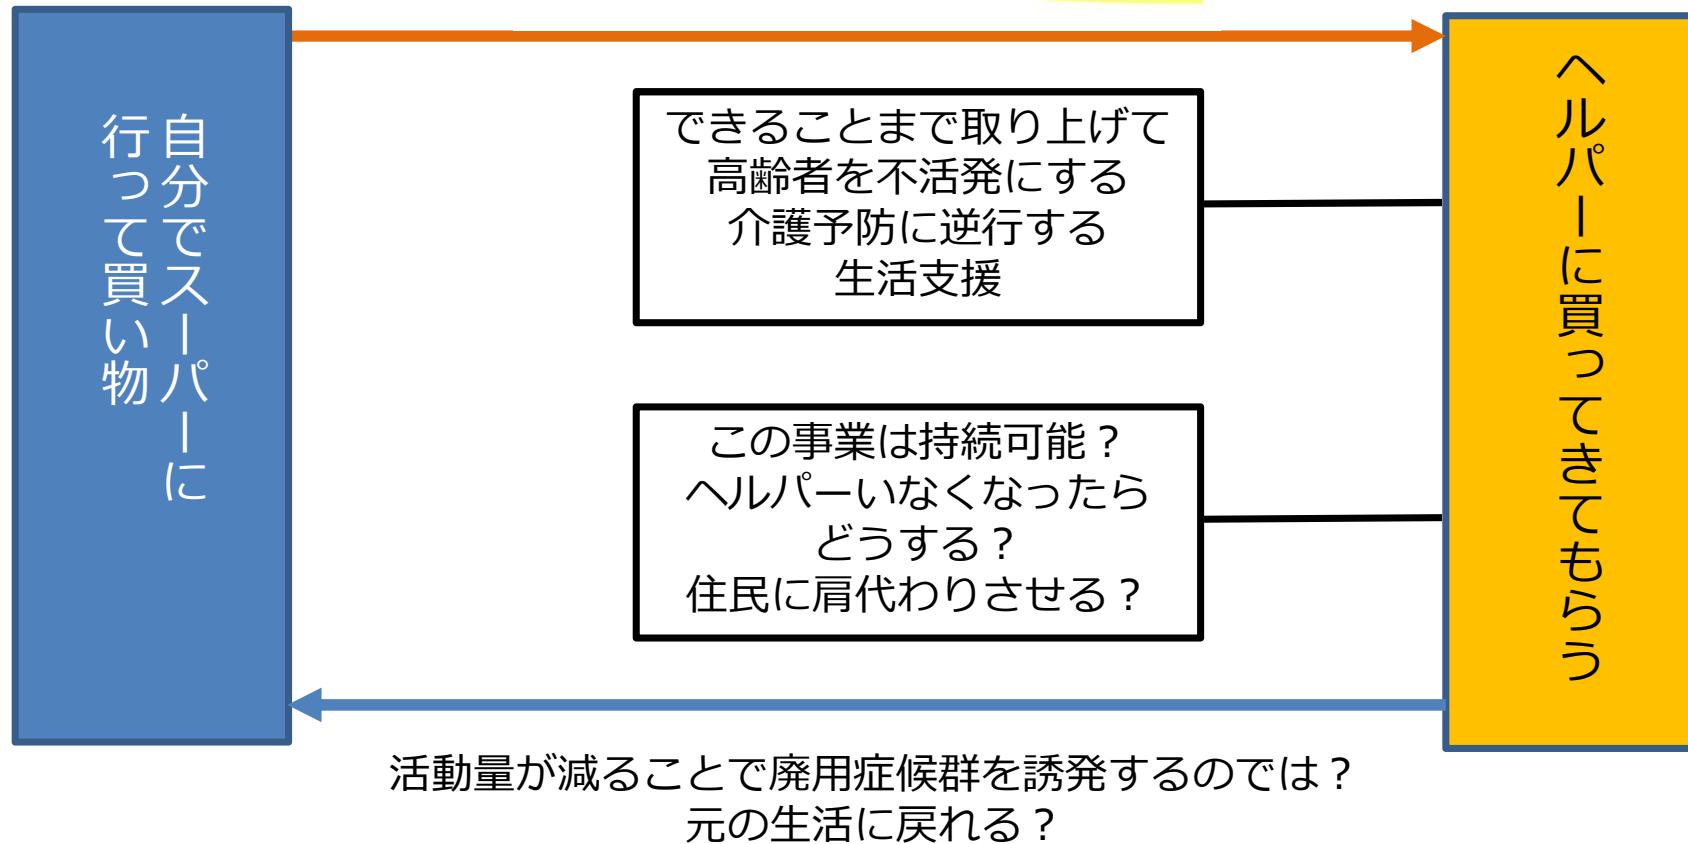 自分でスーパーに
行って買い物
できることまで取り上げて
高齢者を不活発にする
介護予防に逆行する
生活支援
この事業は持続可能？
ヘルパーいなくなったら
どうする？
住民に肩代わりさせる？
ヘルパーに買ってきてもらう
活動量が減ることで廃用症候群を誘発するのでは？
元の生活に戻れる？